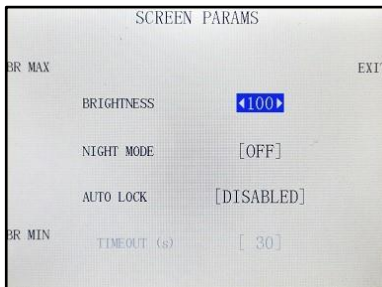 SCREEN PARAMS
BR MAX
EXIT
BRIGHTNESS ◂100▸
NIGHT MODE [OFF]
AUTO LOCK [DISABLED]
BR MIN
TIMEOUT (s) [ 30]